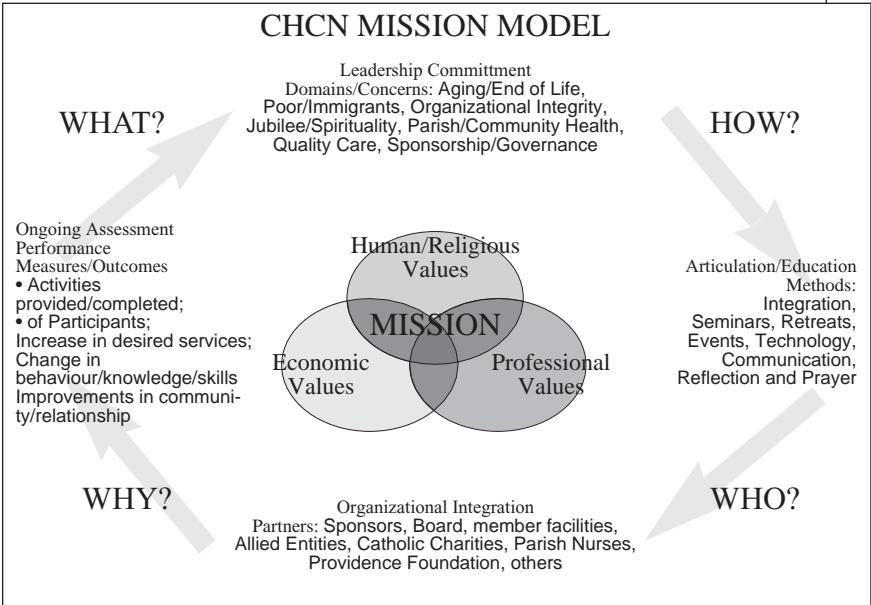 CHCN MISSION MODEL
Leadership Committment
Domains/Concerns: Aging/End of Life,
Poor/Immigrants, Organizational Integrity,
Jubilee/Spirituality, Parish/Community Health,
Quality Care, Sponsorship/Governance
WHAT?
HOW?
Ongoing Assessment
Performance
Measures/Outcomes
• Activities
provided/completed;
• of Participants;
Increase in desired services;
Change in
behaviour/knowledge/skills
Improvements in communi-
ty/relationship
Human/Religious
Values
MISSION
Economic
Values
Professional
Values
Articulation/Education
Methods:
Integration,
Seminars, Retreats,
Events, Technology,
Communication,
Reflection and Prayer
WHY?
WHO?
Organizational Integration
Partners: Sponsors, Board, member facilities,
Allied Entities, Catholic Charities, Parish Nurses,
Providence Foundation, others